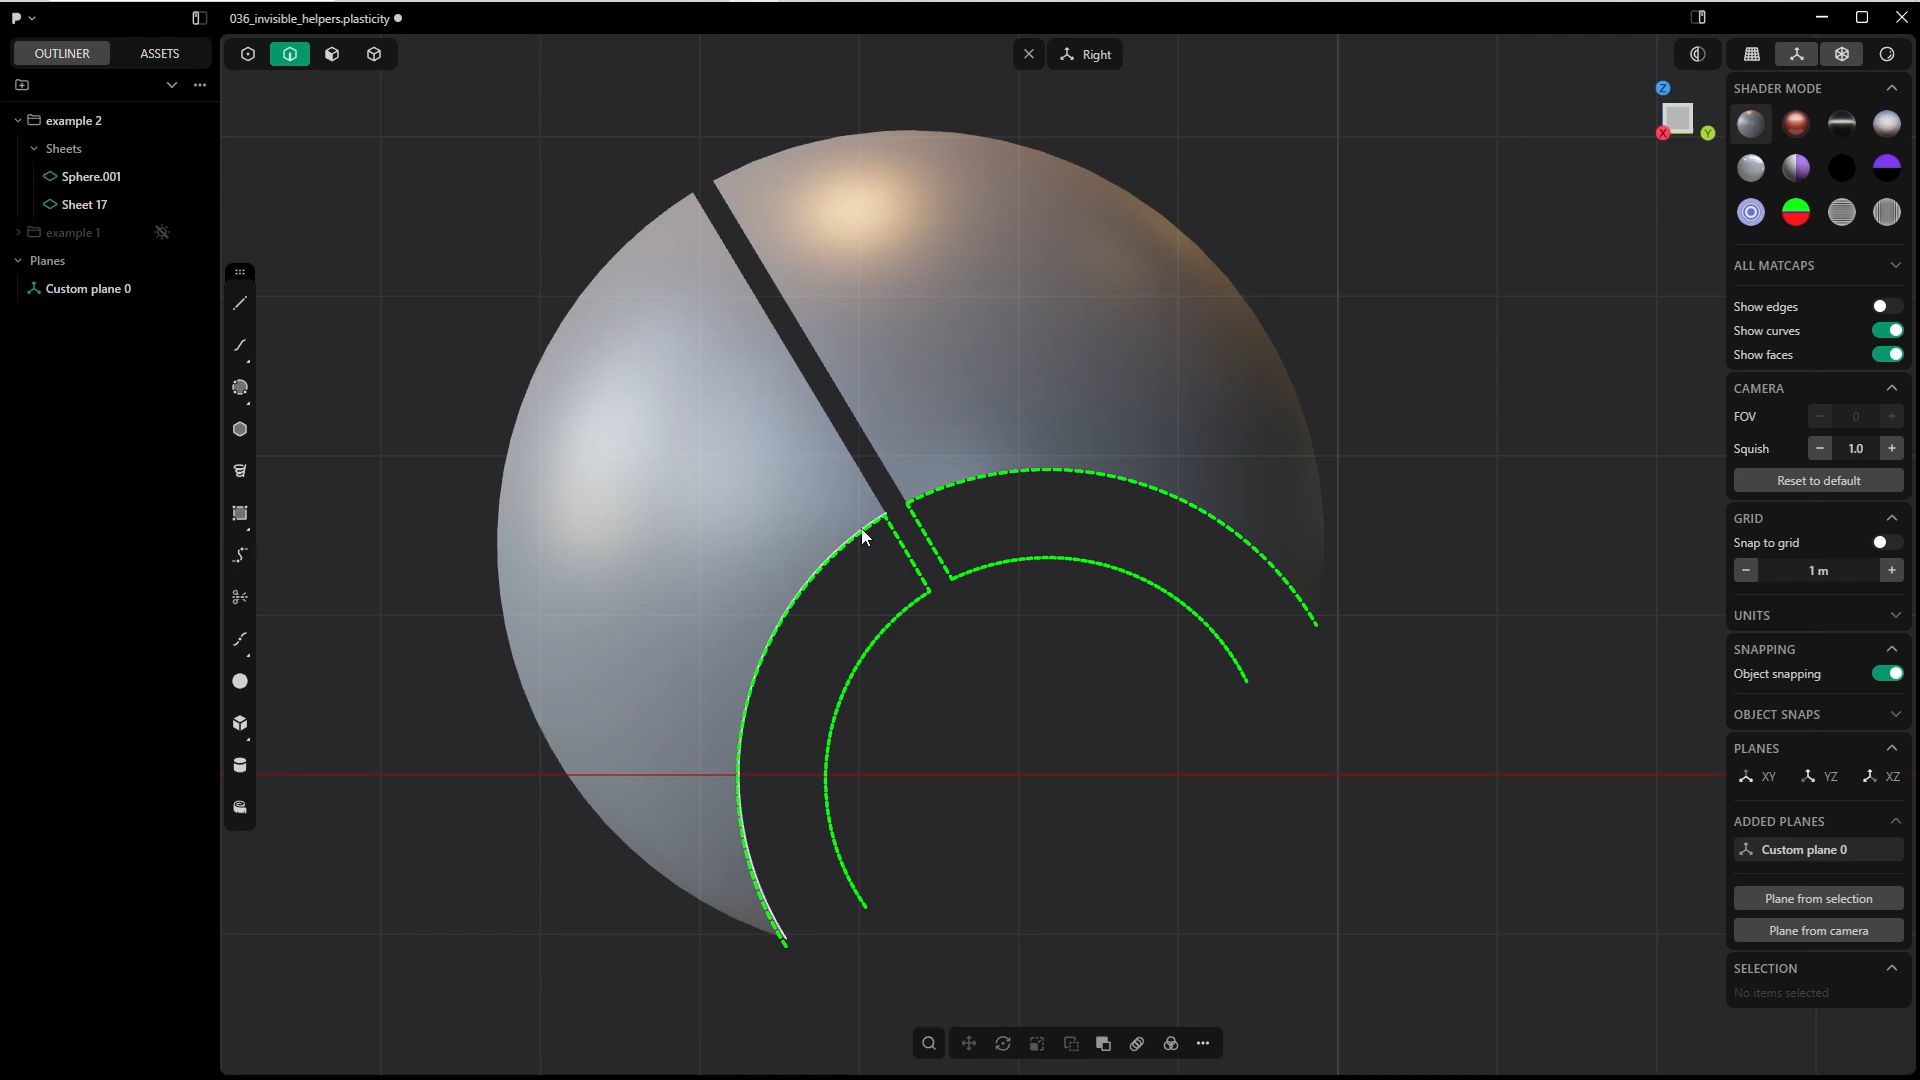 036_invisible_helpers.plasticity
OUTLINER
ASSETS
example 2
Sheets
Sphere.001
Sheet 17
example 1
Planes
Custom plane 0
Right
Z
X
Y
SHADER MODE
ALL MATCAPS
Show edges
Show curves
Show faces
CAMERA
FOV
0
Squish
1.0
Reset to default
GRID
Snap to grid
1 m
UNITS
SNAPPING
Object snapping
OBJECT SNAPS
PLANES
XY
YZ
XZ
ADDED PLANES
Custom plane 0
Plane from selection
Plane from camera
SELECTION
No items selected